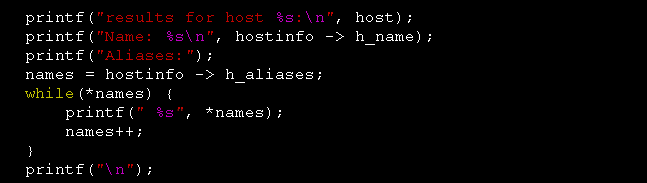 printf("results for host %s:\n", host);
printf("Name: %s\n", hostinfo -> h_name);
printf("Aliases:");
names = hostinfo -> h_aliases;
while(*names) {
    printf(" %s", *names);
    names++;
}
printf("\n");